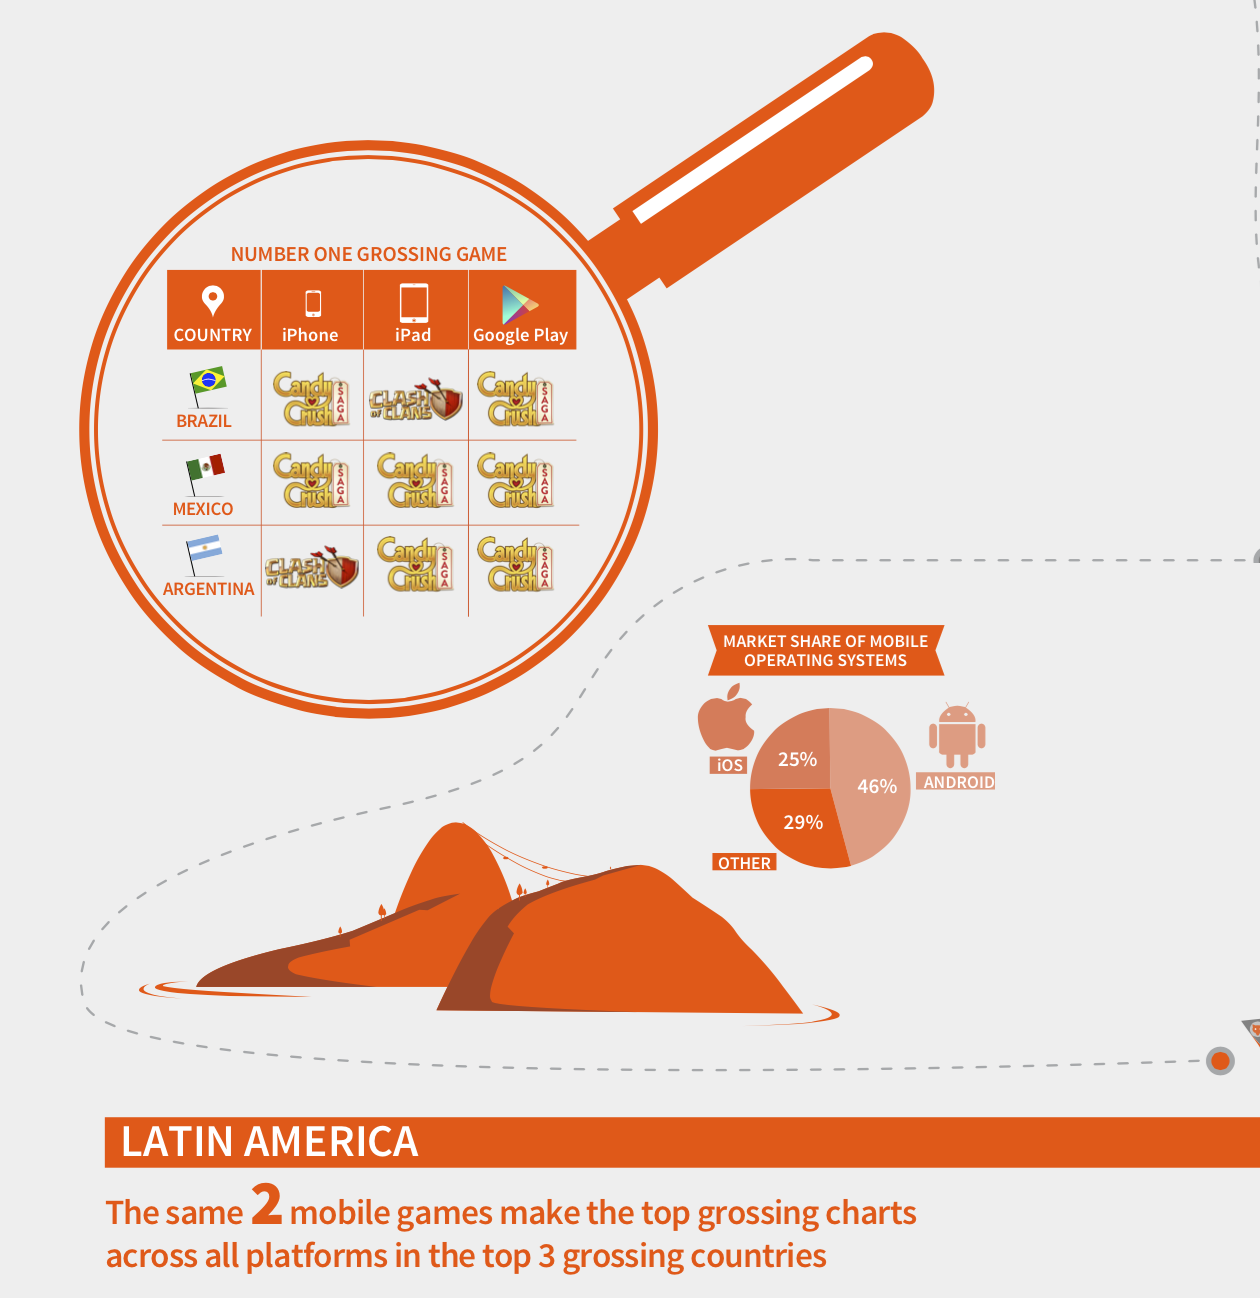 NUMBER ONE GROSSING GAME
COUNTRY iPhone iPad Google Play
BRAZIL Candy Crush SAGA CLASH OF CLANS Candy Crush SAGA
MEXICO Candy Crush SAGA Candy Crush SAGA Candy Crush SAGA
ARGENTINA CLASH OF CLANS Candy Crush SAGA Candy Crush SAGA
MARKET SHARE OF MOBILE
OPERATING SYSTEMS
iOS 25% 46% ANDROID
29%
OTHER
LATIN AMERICA
The same 2 mobile games make the top grossing charts
across all platforms in the top 3 grossing countries